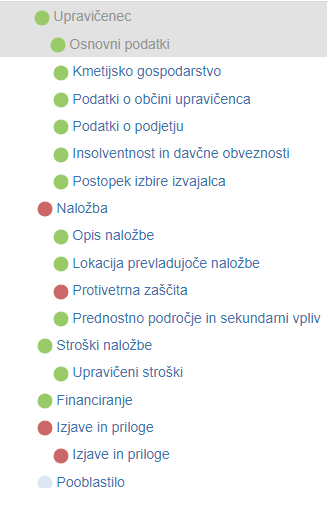 Upravičenec
Osnovni podatki
Kmetijsko gospodarstvo
Podatki o občini upravičenca
Podatki o podjetju
Insolventnost in davčne obveznosti
Postopek izbire izvajalca
Naložba
Opis naložbe
Lokacija prevladujoče naložbe
Protivetrna zaščita
Prednostno področje in sekundarni vpliv
Stroški naložbe
Upravičeni stroški
Financiranje
Izjave in priloge
Izjave in priloge
Pooblastilo